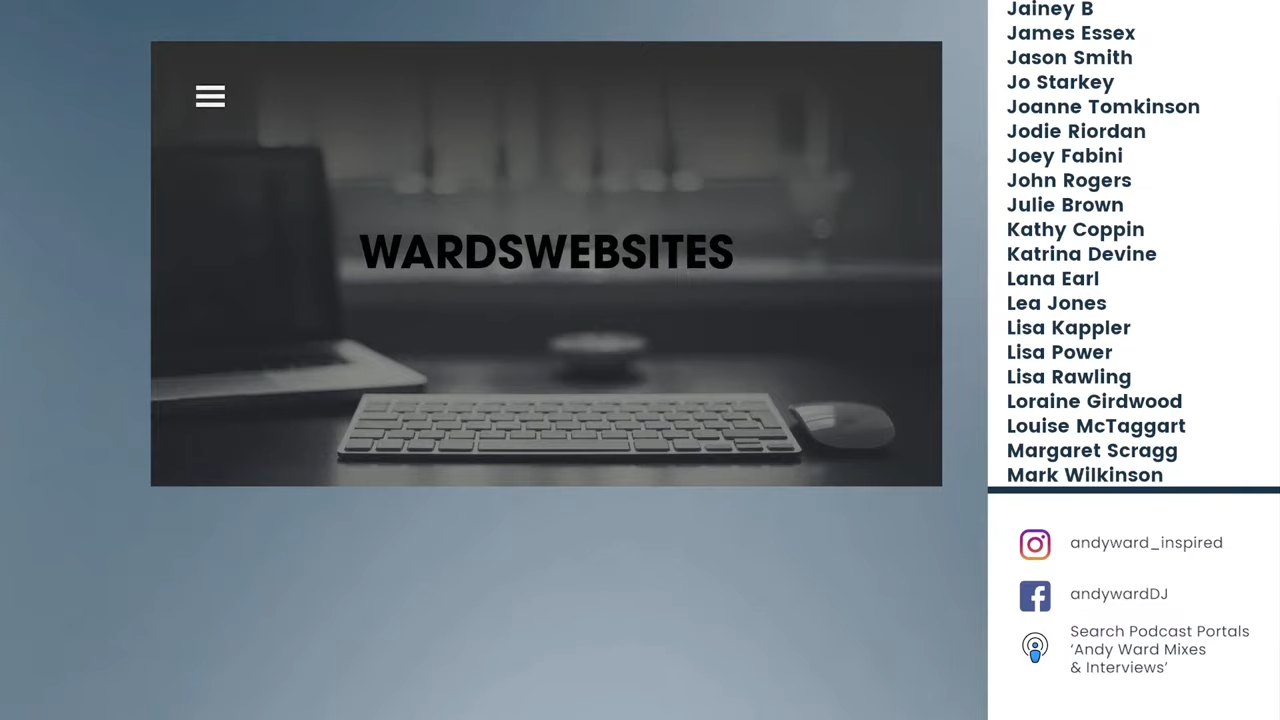 WARDSWEBSITES
Jainey B
James Essex
Jason Smith
Jo Starkey
Joanne Tomkinson
Jodie Riordan
Joey Fabini
John Rogers
Julie Brown
Kathy Coppin
Katrina Devine
Lana Earl
Lea Jones
Lisa Kappler
Lisa Power
Lisa Rawling
Loraine Girdwood
Louise McTaggart
Margaret Scragg
Mark Wilkinson
andyward_inspired
andywardDJ
Search Podcast Portals
‘Andy Ward Mixes
& Interviews’